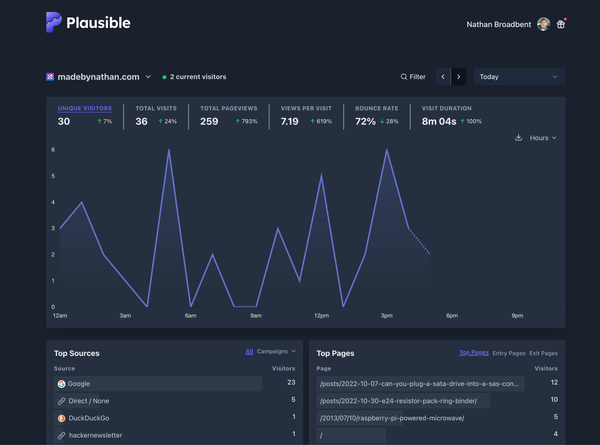 Plausible
Nathan Broadbent
madebynathan.com
2 current visitors
Filter
Today
UNIQUE VISITORS
30 7%
TOTAL VISITS
36 24%
TOTAL PAGEVIEWS
259 793%
VIEWS PER VISIT
7.19 619%
BOUNCE RATE
72% 28%
VISIT DURATION
8m 04s 100%
Hours
6
5
4
3
2
1
0
12am 3am 6am 9am 12pm 3pm 6pm 9pm
Top Sources
All Campaigns
Source Visitors
Google 23
Direct / None 5
DuckDuckGo 1
hackernewsletter 1
Top Pages
Top Pages Entry Pages Exit Pages
Page Visitors
/posts/2022-10-07-can-you-plug-a-sata-drive-into-a-sas-con... 12
/posts/2022-10-30-e24-resistor-pack-ring-binder/ 10
/2013/07/10/raspberry-pi-powered-microwave/ 5
/ 4